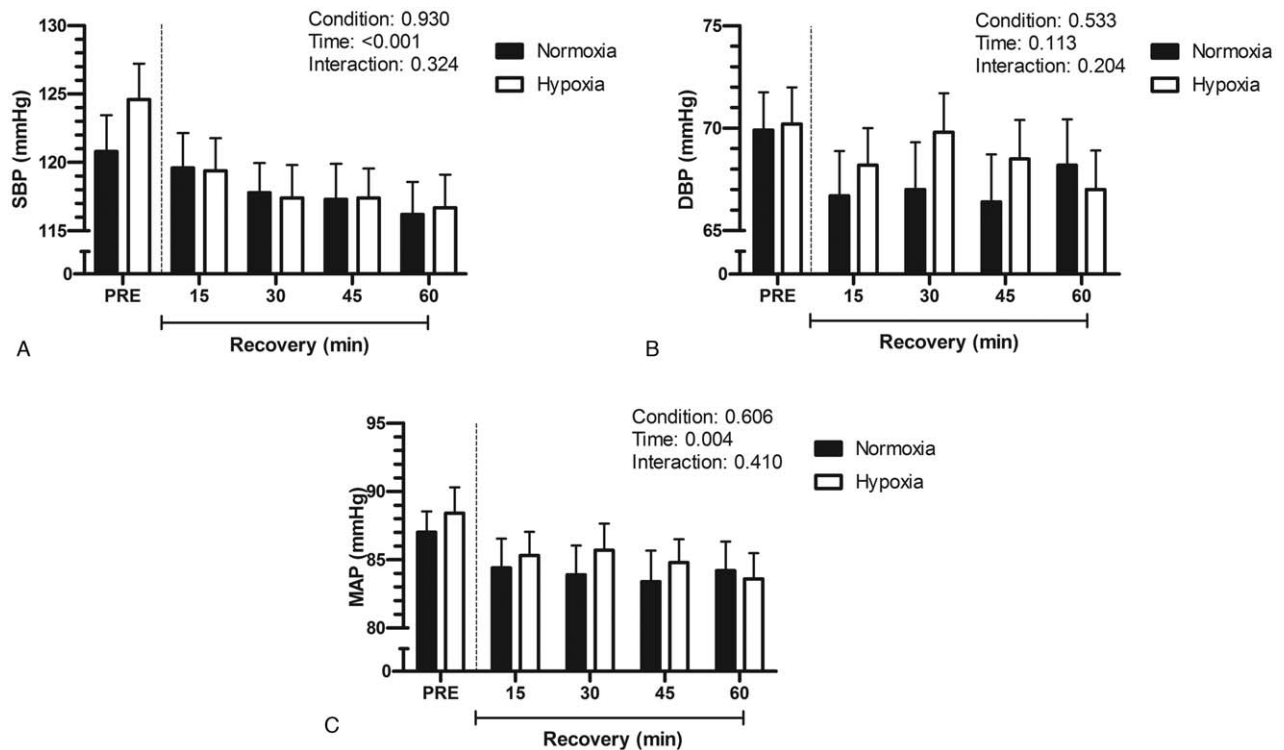 Condition: 0.930
Time: <0.001
Interaction: 0.324
Normoxia
Hypoxia
SBP (mmHg)
130
125
120
115
0
PRE 15 30 45 60
Recovery (min)
A
Condition: 0.533
Time: 0.113
Interaction: 0.204
Normoxia
Hypoxia
DBP (mmHg)
75
70
65
0
PRE 15 30 45 60
Recovery (min)
B
Condition: 0.606
Time: 0.004
Interaction: 0.410
Normoxia
Hypoxia
MAP (mmHg)
95
90
85
80
0
PRE 15 30 45 60
Recovery (min)
C